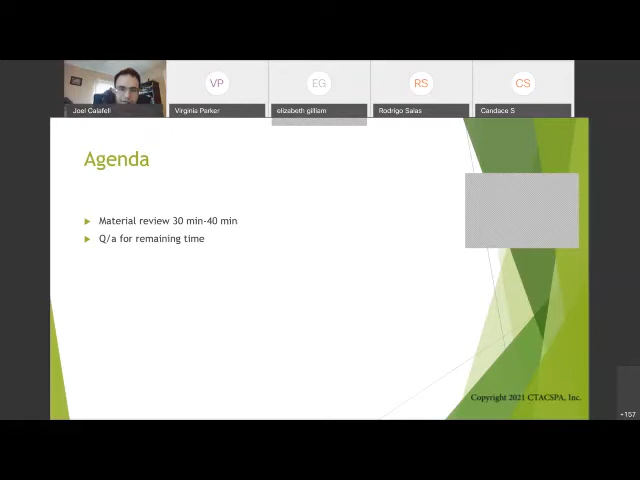 VP
EG
RS
CS
Joel Calafell
Virginia Parker
elizabeth gilliam
Rodrigo Salas
Candace S
Agenda
Material review 30 min-40 min
Q/a for remaining time
Copyright 2021 CTACSPA, Inc.
+157